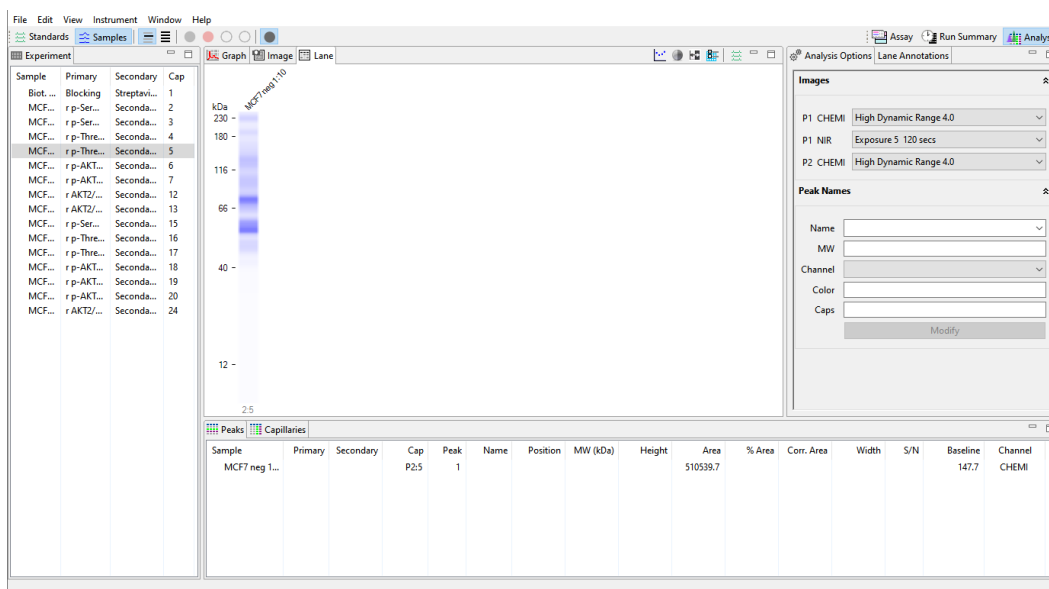 File Edit View Instrument Window Help
Standards Samples Assay Run Summary Analys
Experiment
Sample Primary Secondary Cap
Biot. ... Blocking Streptavi... 1
MCF... r p-Ser... Seconda... 2
MCF... r p-Ser... Seconda... 3
MCF... r p-Thre... Seconda... 4
MCF... r p-Thre... Seconda... 5
MCF... r p-AKT... Seconda... 6
MCF... r p-AKT... Seconda... 7
MCF... r AKT2/... Seconda... 12
MCF... r AKT2/... Seconda... 13
MCF... r p-Ser... Seconda... 15
MCF... r p-Thre... Seconda... 16
MCF... r p-Thre... Seconda... 17
MCF... r p-AKT... Seconda... 18
MCF... r p-AKT... Seconda... 19
MCF... r p-AKT... Seconda... 20
MCF... r AKT2/... Seconda... 24
Graph Image Lane
MCF7 neg 1:10
kDa
230
180
116
66
40
12
2:5
Analysis Options Lane Annotations
Images
P1 CHEMI High Dynamic Range 4.0
P1 NIR Exposure 5 120 secs
P2 CHEMI High Dynamic Range 4.0
Peak Names
Name
MW
Channel
Color
Caps
Modify
Peaks Capillaries
Sample Primary Secondary Cap Peak Name Position MW (kDa) Height Area % Area Corr. Area Width S/N Baseline Channel
MCF7 neg 1... P2:5 1 510539.7 147.7 CHEMI